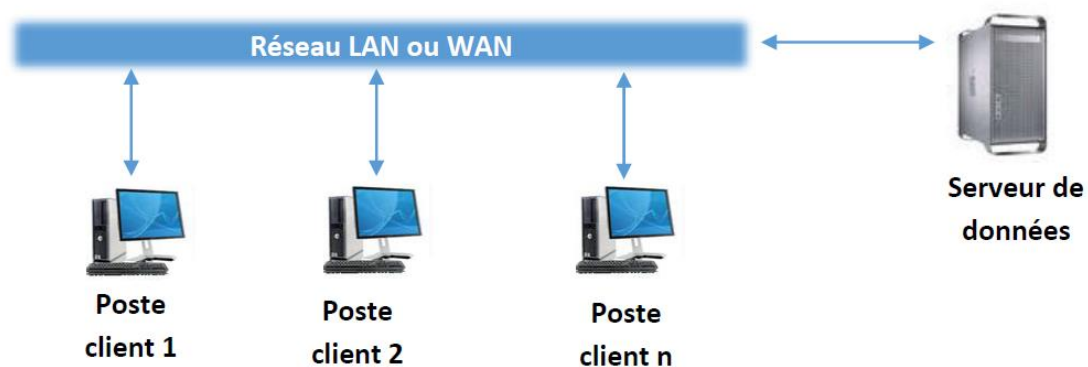 Réseau LAN ou WAN
Serveur de
données
Poste
client 1
Poste
client 2
Poste
client n